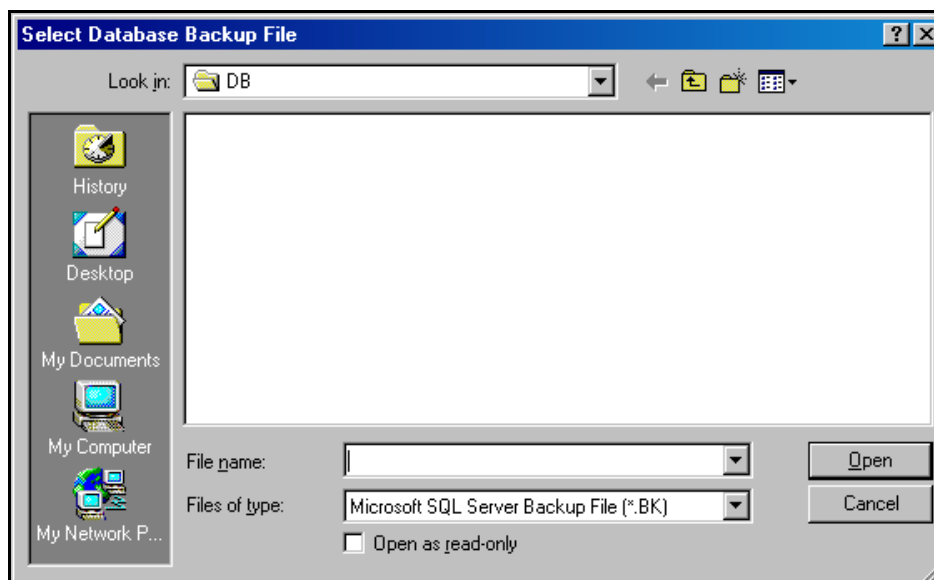 Select Database Backup File
Look in: DB
History
Desktop
My Documents
My Computer
My Network P...
File name:
Open
Files of type: Microsoft SQL Server Backup File (*.BK)
Cancel
Open as read-only